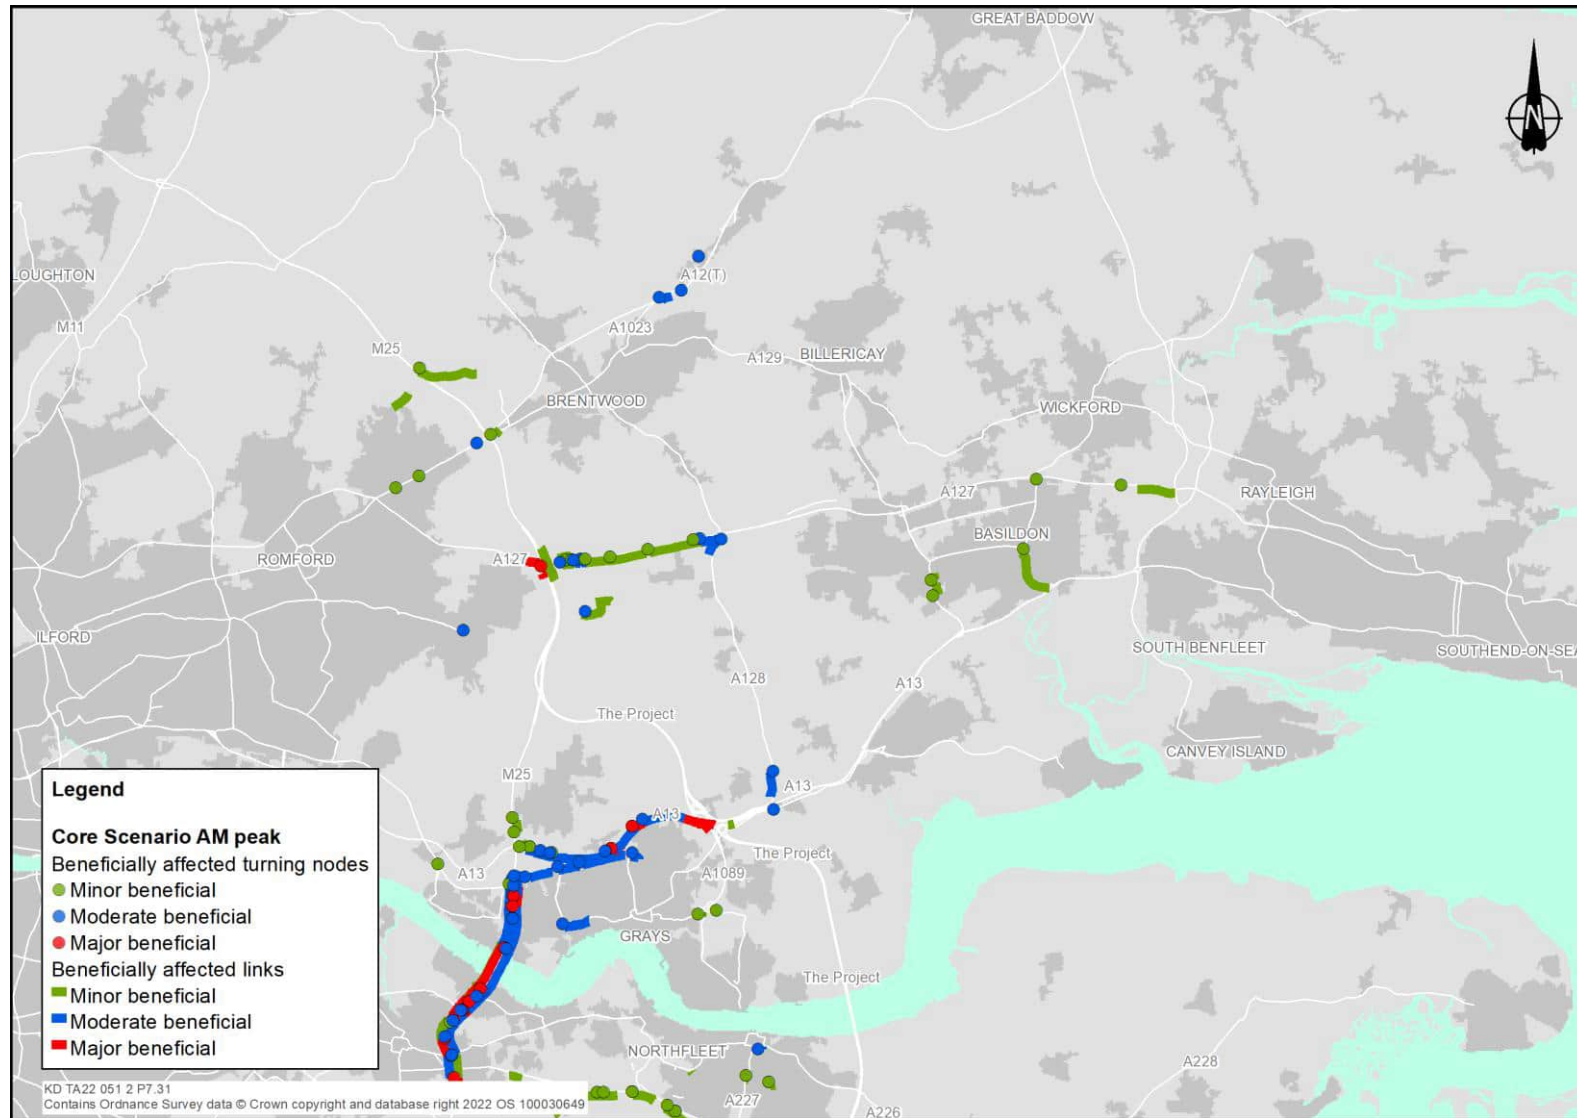 GREAT BADDOW
N
LOUGHTON
A12(T)
M11
A1023
M25
A129
BILLERICAY
BRENTWOOD
WICKFORD
A127
RAYLEIGH
BASILDON
ROMFORD
A127
ILFORD
SOUTH BENFLEET
SOUTHEND-ON-SEA
A128
A13
The Project
CANVEY ISLAND
M25
A13
A13
The Project
A13
A1089
GRAYS
The Project
NORTHFLEET
A228
A227
A226
Legend
Core Scenario AM peak
Beneficially affected turning nodes
Minor beneficial
Moderate beneficial
Major beneficial
Beneficially affected links
Minor beneficial
Moderate beneficial
Major beneficial
KD TA22 051 2 P7.31
Contains Ordnance Survey data © Crown copyright and database right 2022 OS 100030649